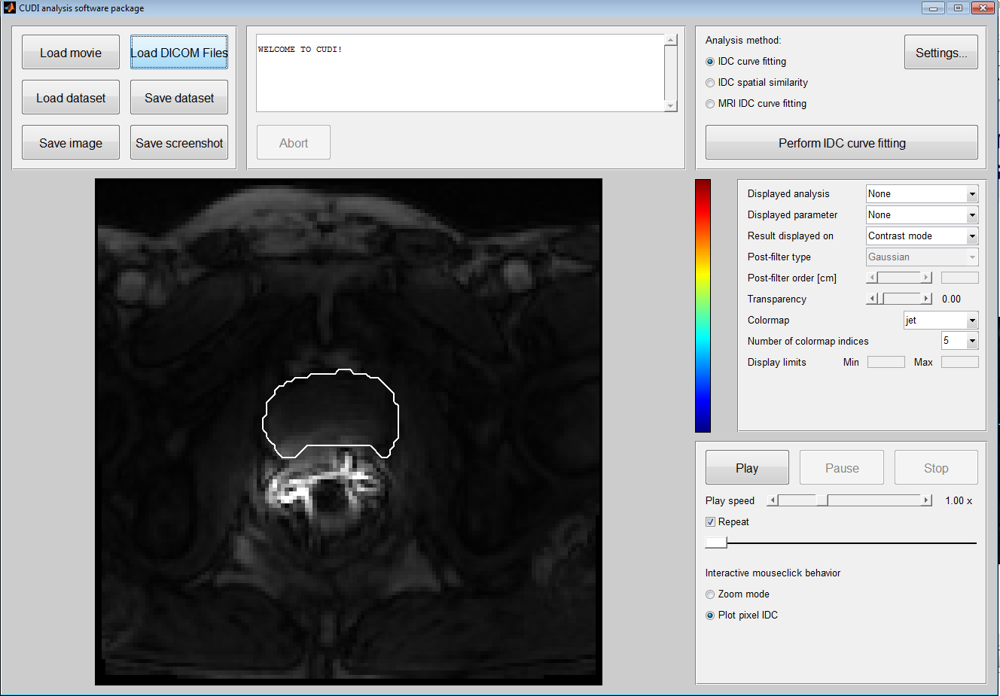 CUDI analysis software package
Load movie
Load DICOM Files
Load dataset
Save dataset
Save image
Save screenshot
WELCOME TO CUDI!
Abort
Analysis method:
IDC curve fitting
IDC spatial similarity
MRI IDC curve fitting
Settings...
Perform IDC curve fitting
Displayed analysis None
Displayed parameter None
Result displayed on Contrast mode
Post-filter type Gaussian
Post-filter order [cm]
Transparency 0.00
Colormap jet
Number of colormap indices 5
Display limits Min Max
Play Pause Stop
Play speed 1.00 x
Repeat
Interactive mouseclick behavior
Zoom mode
Plot pixel IDC